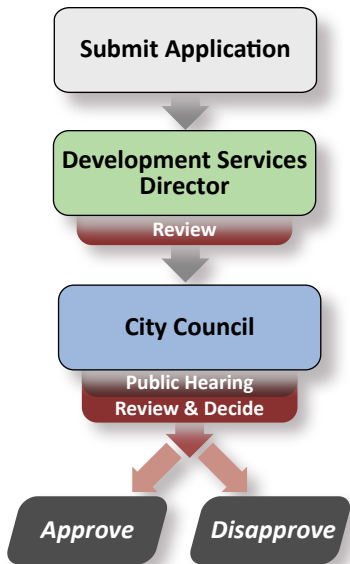 Submit Application
Development Services
Director
Review
City Council
Public Hearing
Review & Decide
Approve
Disapprove